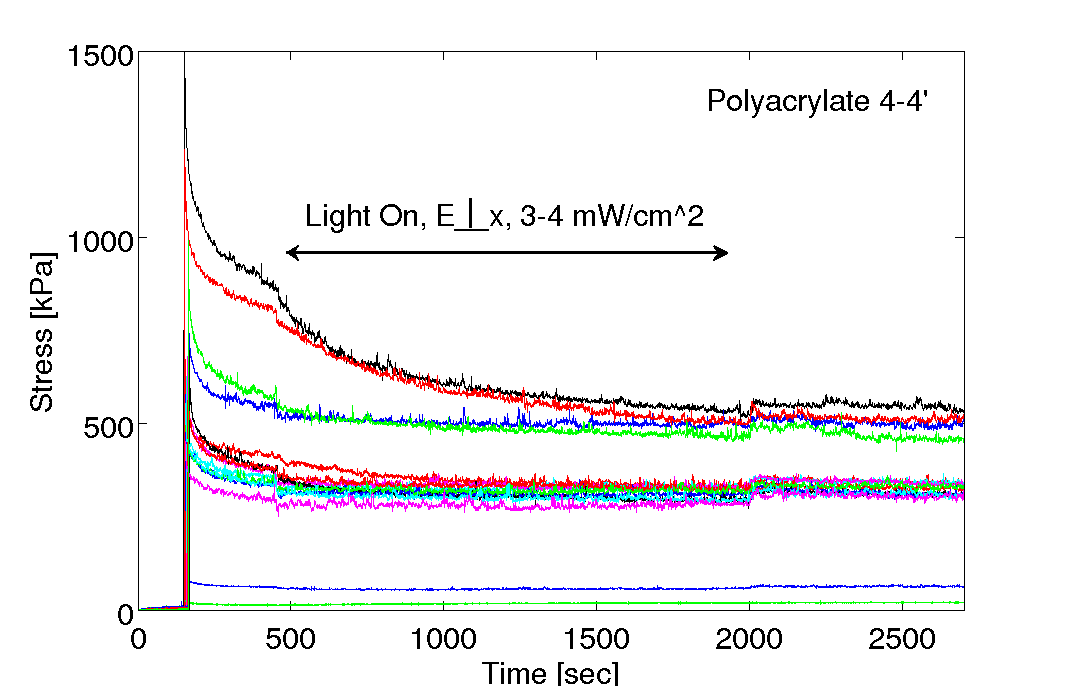 1500
Polyacrylate 4-4'
Light On, E_|_x, 3-4 mW/cm^2
1000
Stress [kPa]
500
0
0 500 1000 1500 2000 2500
Time [sec]